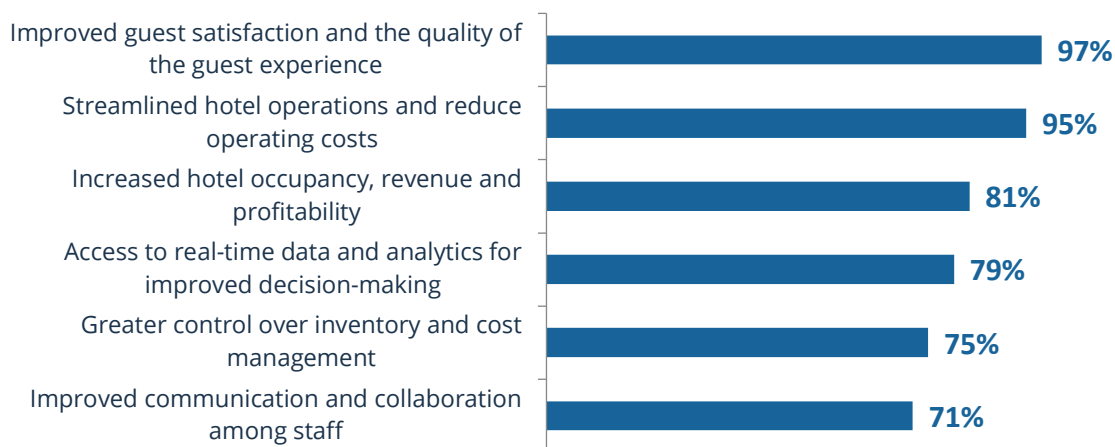 Improved guest satisfaction and the quality of
the guest experience
97%
Streamlined hotel operations and reduce
operating costs
95%
Increased hotel occupancy, revenue and
profitability
81%
Access to real-time data and analytics for
improved decision-making
79%
Greater control over inventory and cost
management
75%
Improved communication and collaboration
among staff
71%